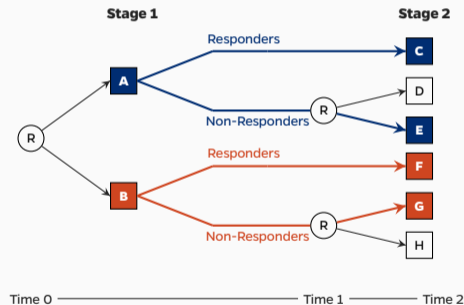 Stage 1
Stage 2
Responders
C
A
D
R
Non-Responders
E
R
Responders
F
B
G
R
Non-Responders
H
Time 0
Time 1
Time 2